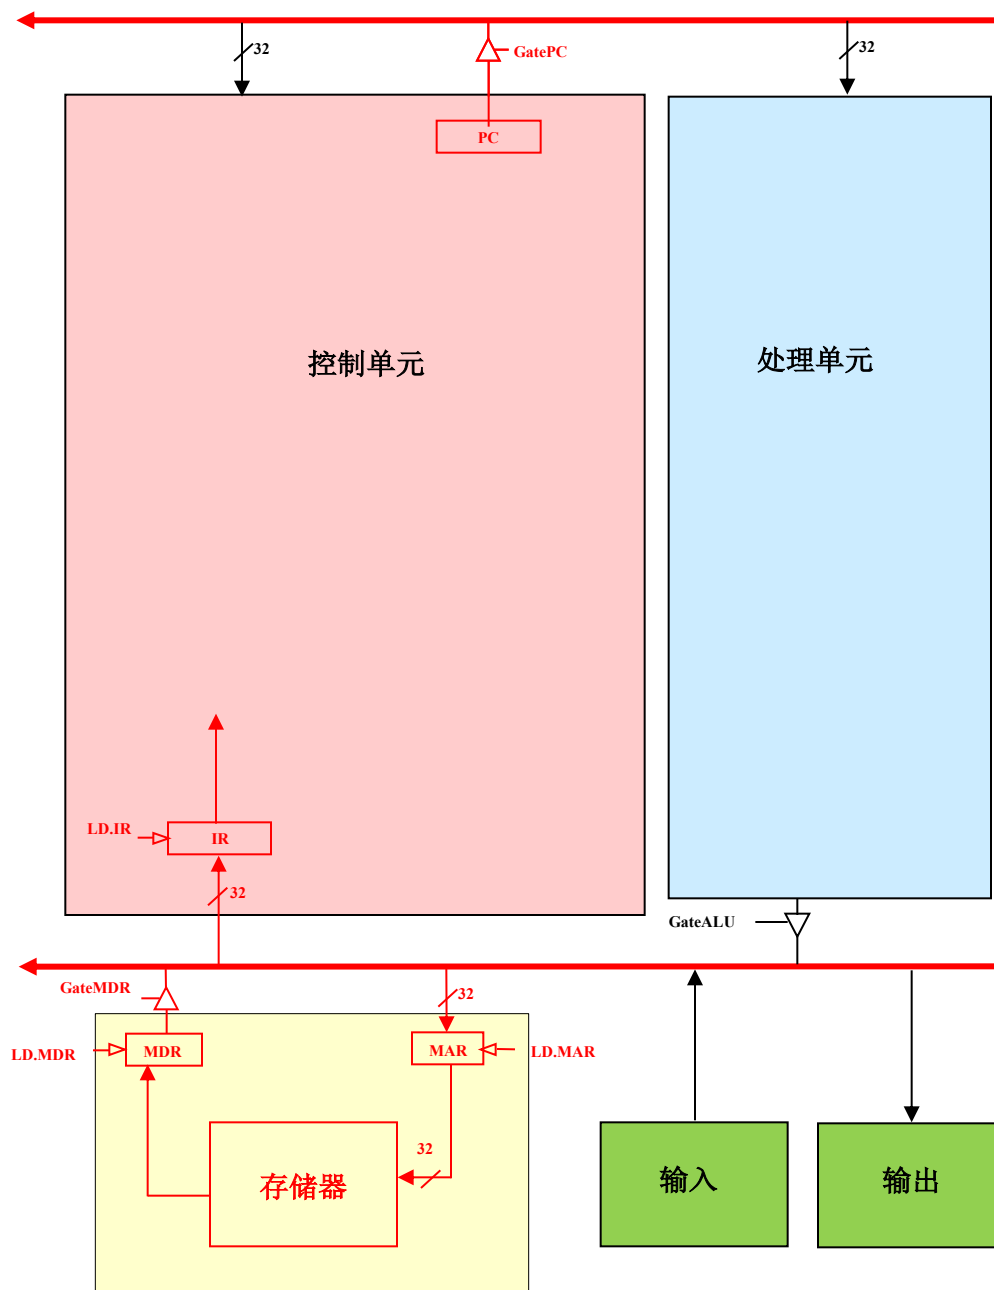 32
GatePC
32
PC
控制单元
处理单元
LD.IR
IR
32
GateALU
GateMDR
32
LD.MDR
MDR
MAR
LD.MAR
32
存储器
输入
输出